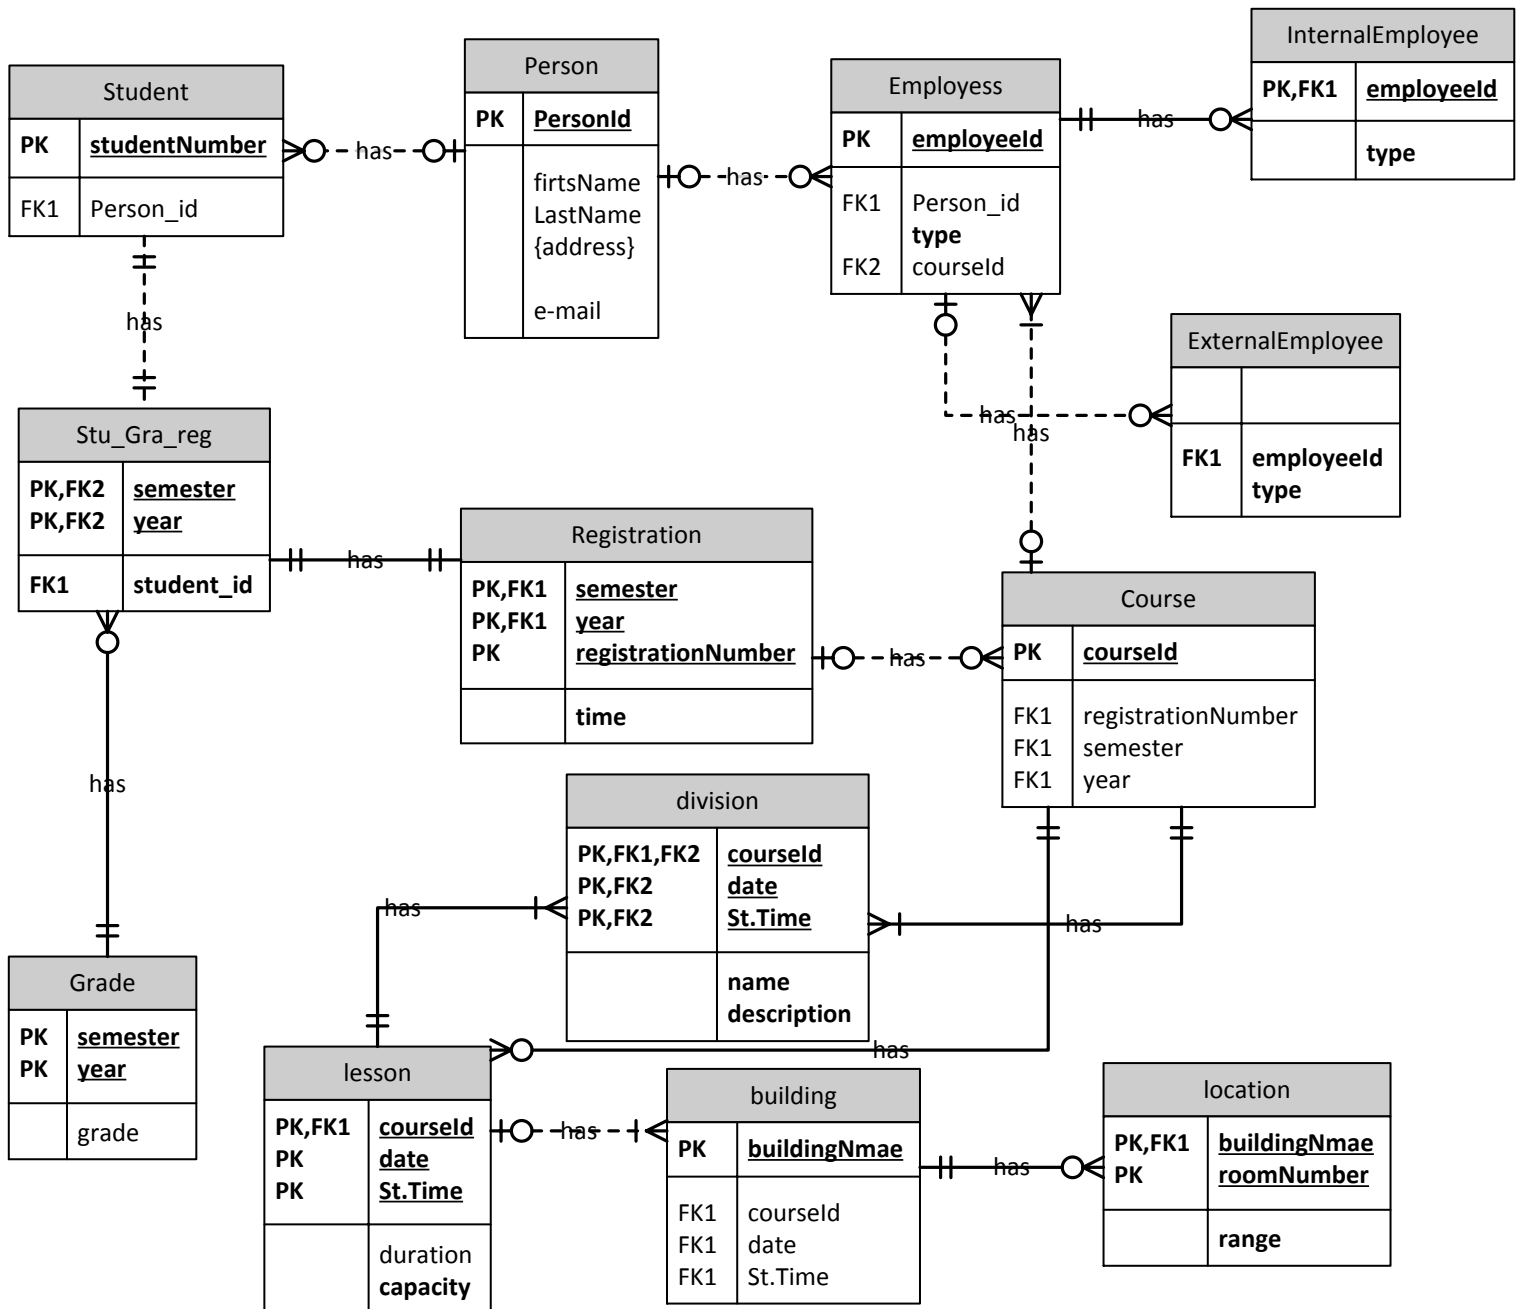 InternalEmployee
PK,FK1 employeeId
type
Person
PK PersonId
firtsName
LastName
{address}
e-mail
Employess
PK employeeId
FK1 Person_id
type
FK2 courseId
Student
PK studentNumber
FK1 Person_id
has
has
has
has
ExternalEmployee
FK1 employeeId
type
has
has
Stu_Gra_reg
PK,FK2 semester
PK,FK2 year
FK1 student_id
has
Registration
PK,FK1 semester
PK,FK1 year
PK registrationNumber
time
has
Course
PK courseId
FK1 registrationNumber
FK1 semester
FK1 year
has
division
PK,FK1,FK2 courseId
PK,FK2 date
PK,FK2 St.Time
name
description
has
has
has
Grade
PK semester
PK year
grade
lesson
PK,FK1 courseId
PK date
PK St.Time
duration
capacity
has
building
PK buildingNmae
FK1 courseId
FK1 date
FK1 St.Time
has
location
PK,FK1 buildingNmae
PK roomNumber
range